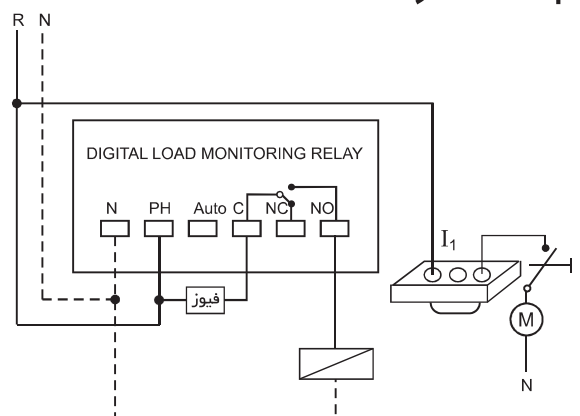 R N
DIGITAL LOAD MONITORING RELAY
N PH Auto C NC NO
I₁
فیوز
M
N